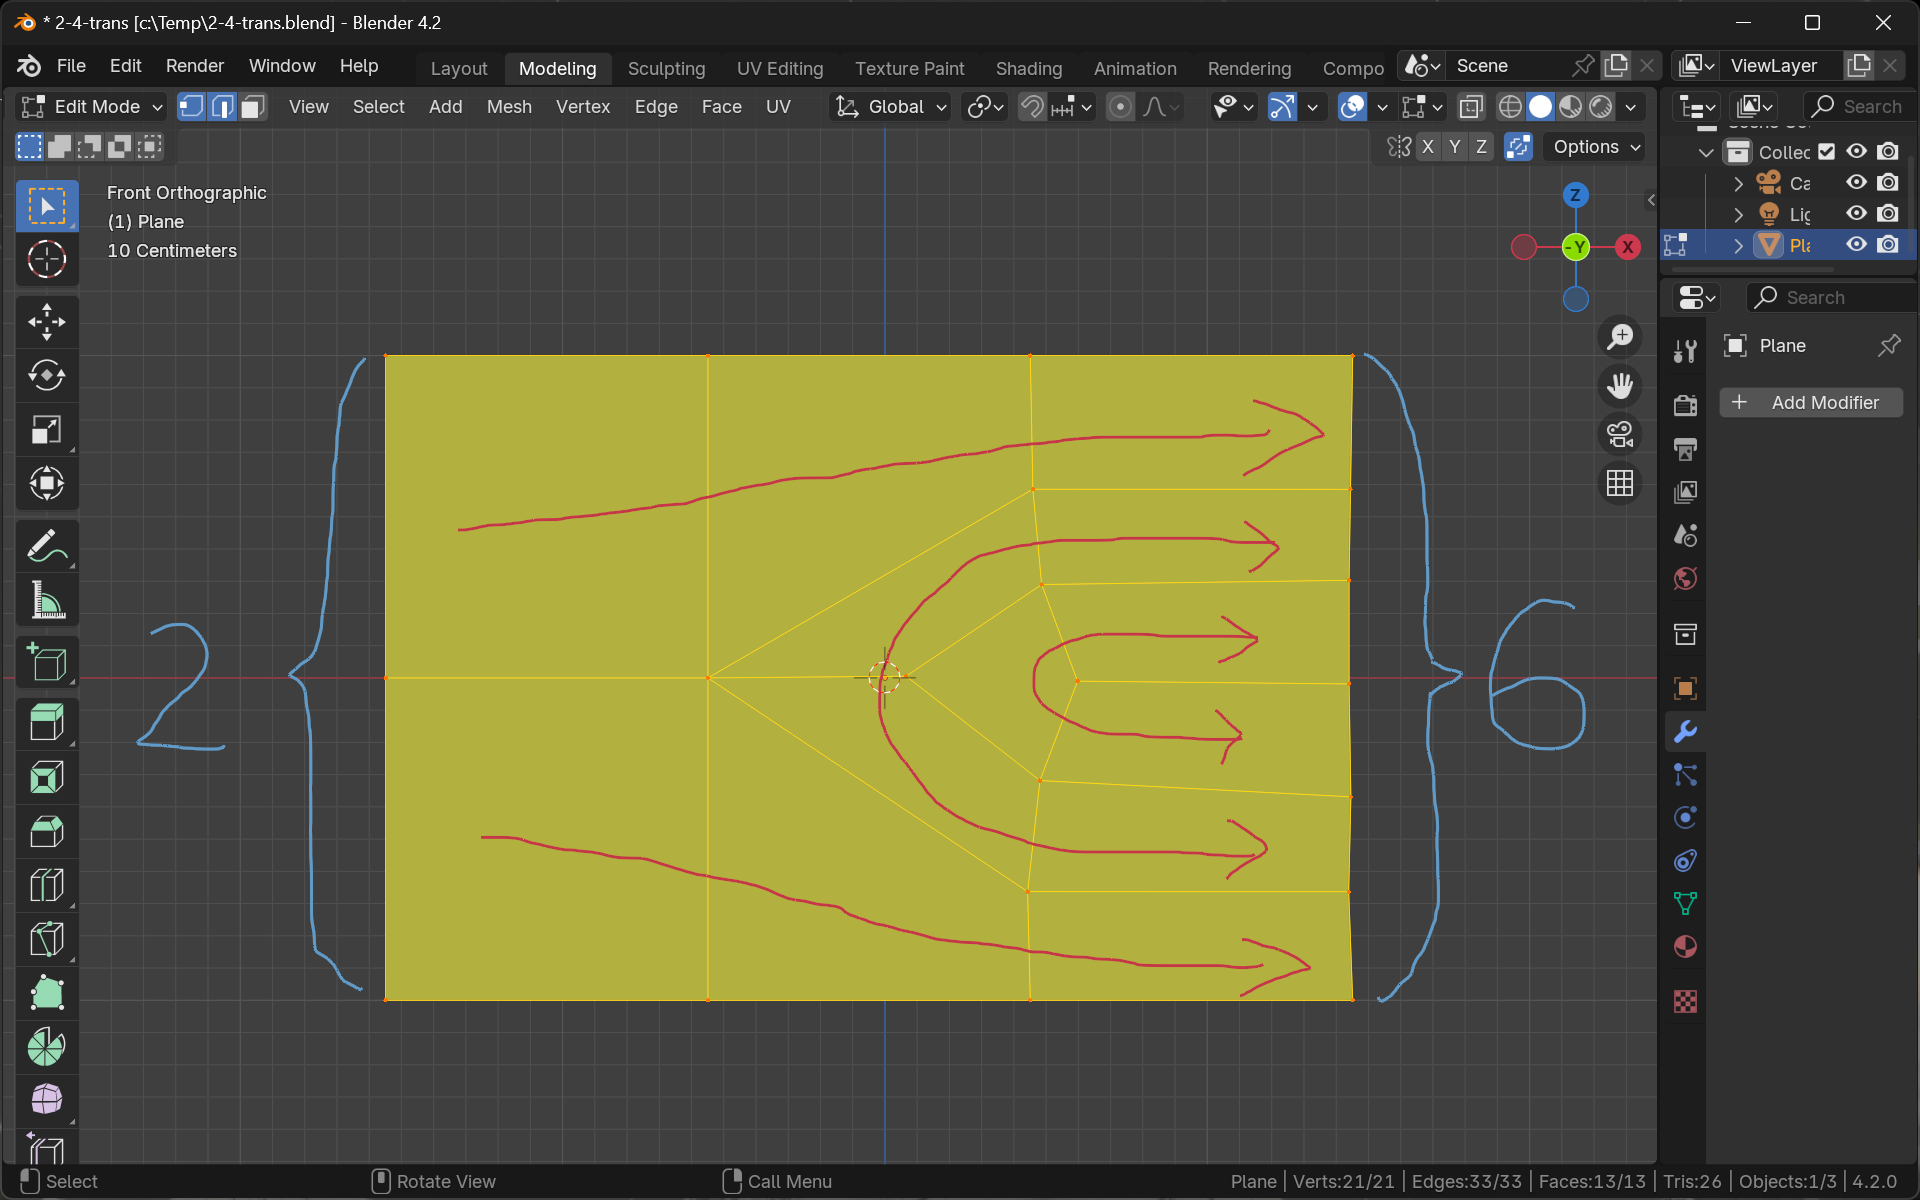 * 2-4-trans [c:\Temp\2-4-trans.blend] - Blender 4.2
File Edit Render Window Help Layout Modeling Sculpting UV Editing Texture Paint Shading Animation Rendering Compo Scene ViewLayer
Edit Mode View Select Add Mesh Vertex Edge Face UV Global Search
X Y Z Options
Collec
Front Orthographic
(1) Plane
10 Centimeters
Z
-Y X
Ca
Lig
Pla
Search
Plane
+ Add Modifier
2
6
Select Rotate View Call Menu Plane | Verts:21/21 | Edges:33/33 | Faces:13/13 | Tris:26 | Objects:1/3 | 4.2.0